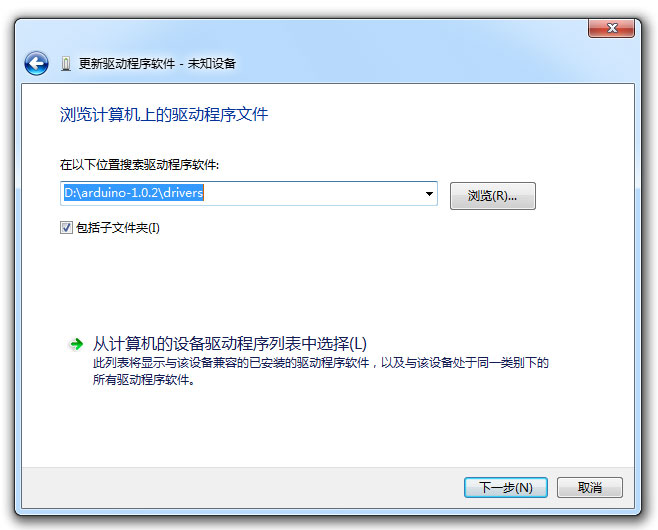 更新驱动程序软件 - 未知设备
浏览计算机上的驱动程序文件
在以下位置搜索驱动程序软件:
D:\arduino-1.0.2\drivers
浏览(R)...
包括子文件夹(I)
从计算机的设备驱动程序列表中选择(L)
此列表将显示与该设备兼容的已安装的驱动程序软件，以及与该设备处于同一类别下的
所有驱动程序软件。
下一步(N)
取消